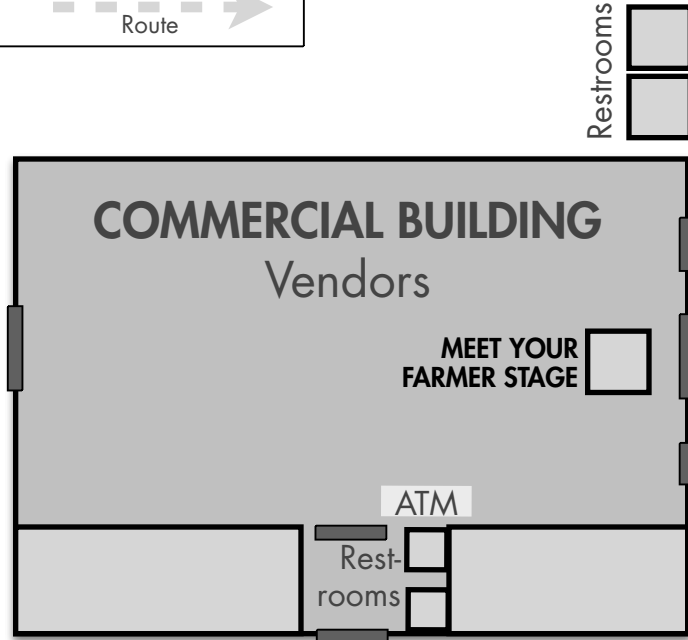 Route
Restrooms
COMMERCIAL BUILDING
Vendors
MEET YOUR
FARMER STAGE
ATM
Rest-
rooms